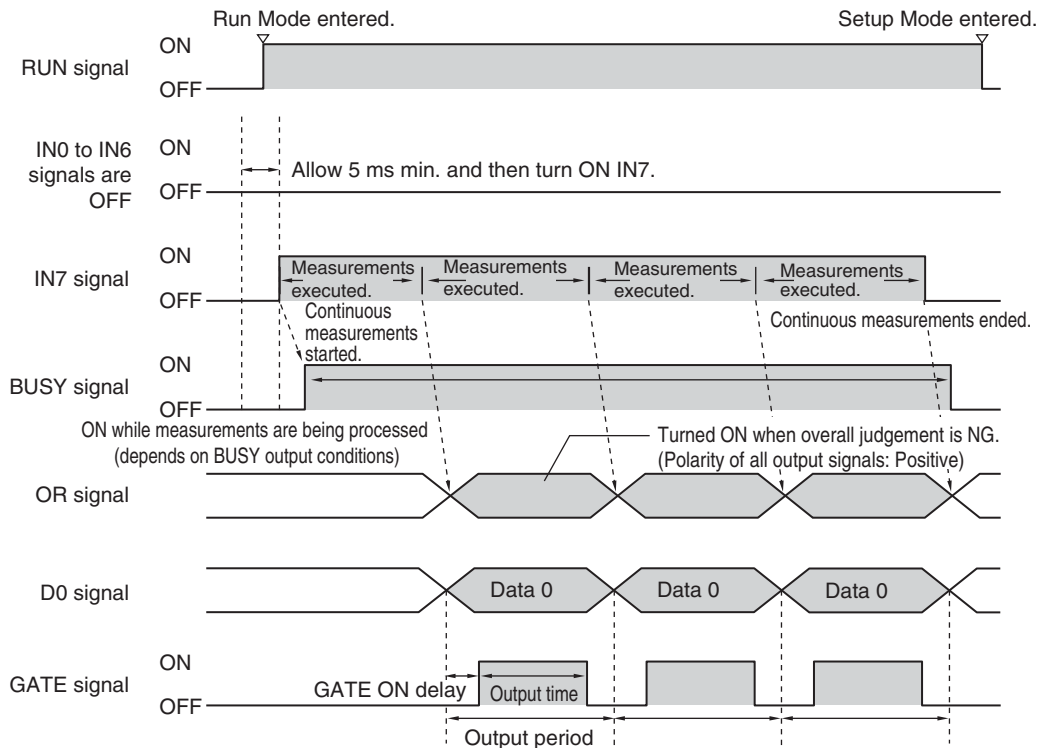 Run Mode entered.
Setup Mode entered.
RUN signal
ON
OFF
IN0 to IN6
signals are
OFF
ON
OFF
Allow 5 ms min. and then turn ON IN7.
IN7 signal
ON
OFF
Measurements
executed.
Measurements
executed.
Measurements
executed.
Measurements
executed.
Continuous
measurements
started.
Continuous measurements ended.
BUSY signal
ON
OFF
ON while measurements are being processed
(depends on BUSY output conditions)
Turned ON when overall judgement is NG.
(Polarity of all output signals: Positive)
OR signal
D0 signal
Data 0
Data 0
Data 0
GATE signal
ON
OFF
GATE ON delay
Output time
Output period